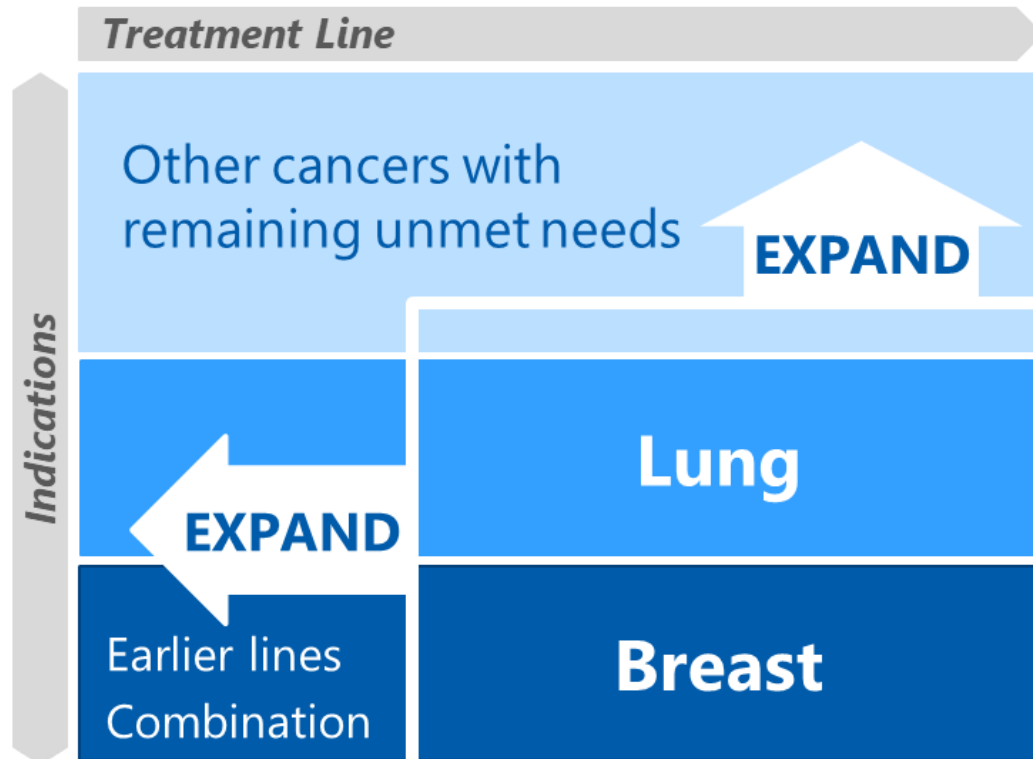 Treatment Line
Indications
Other cancers with
remaining unmet needs
EXPAND
Lung
EXPAND
Earlier lines
Combination
Breast